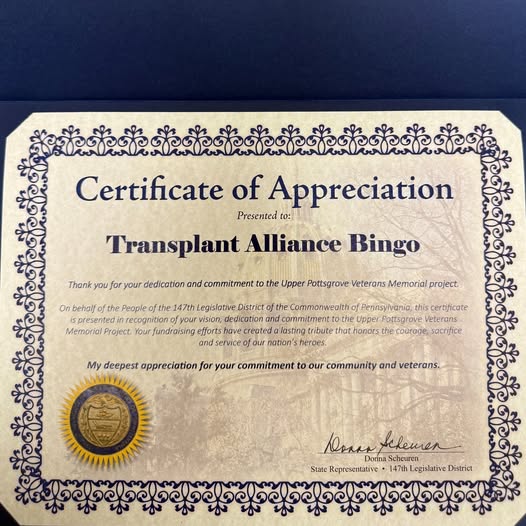 Certificate of Appreciation
Presented to:
Transplant Alliance Bingo
Thank you for your dedication and commitment to the Upper Pottsgrove Veterans Memorial project.
On behalf of the People of the 147th Legislative District of the Commonwealth of Pennsylvania, this certificate
is presented in recognition of your vision, dedication and commitment to the Upper Pottsgrove Veterans
Memorial Project. Your fundraising efforts have created a lasting tribute that honors the courage, sacrifice
and service of our nation's heroes.
My deepest appreciation for your commitment to our community and veterans.
Donna Scheuren
Donna Scheuren
State Representative • 147th Legislative District